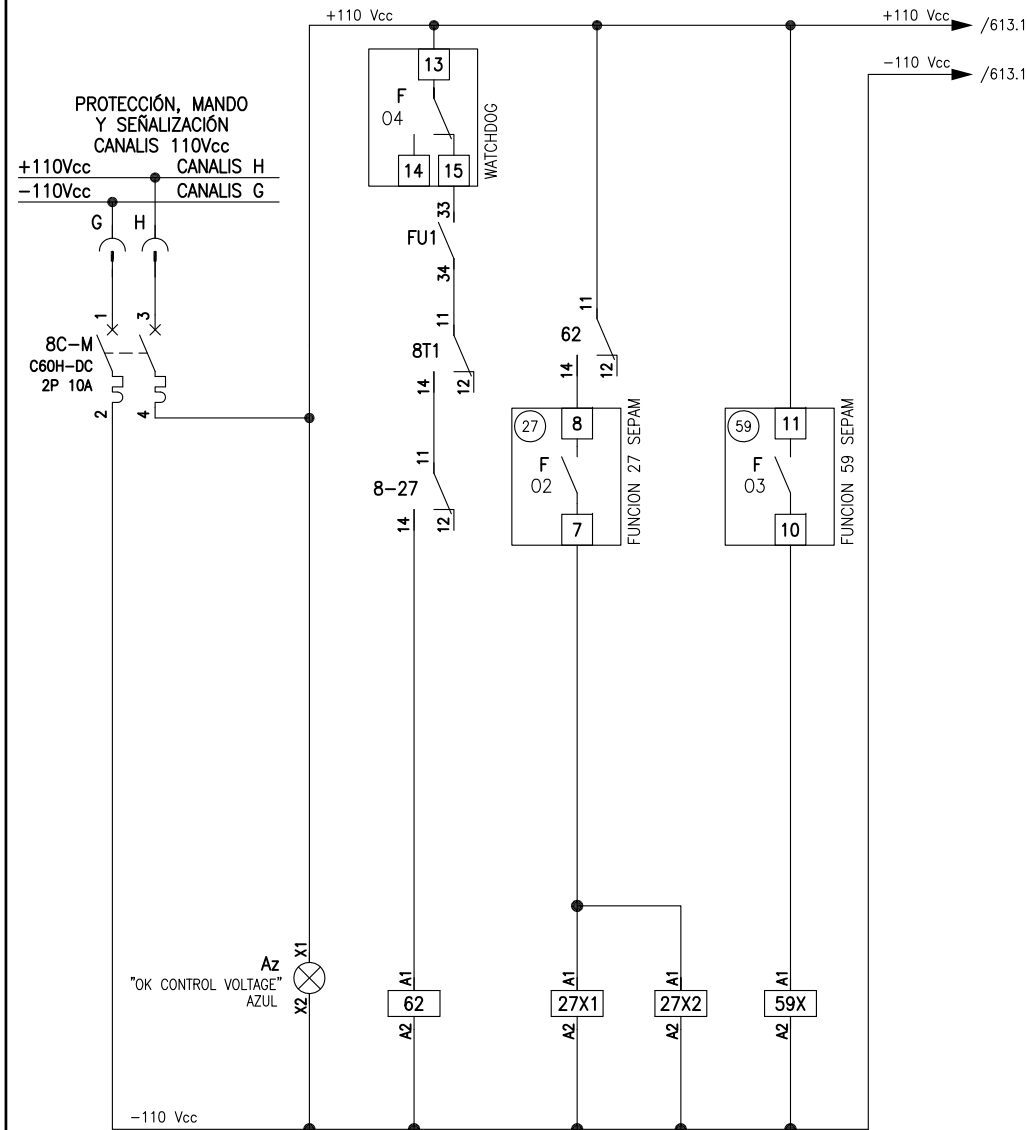 +110 Vcc
+110 Vcc
/613.1
-110 Vcc
/613.1
PROTECCIÓN, MANDO
Y SEÑALIZACIÓN
CANALIS 110Vcc
+110Vcc
CANALIS H
-110Vcc
CANALIS G
G
H
1
3
8C-M
C60H-DC
2P 10A
2
4
13
F
04
14
15
WATCHDOG
33
FU1
34
11
8T1
14
12
11
8-27
14
12
11
62
14
12
27
8
F
02
7
FUNCION 27 SEPAM
59
11
F
03
10
FUNCION 59 SEPAM
X1
Az
"OK CONTROL VOLTAGE"
AZUL
X2
A1
62
A2
A1
27X1
A2
A1
27X2
A2
A1
59X
A2
-110 Vcc